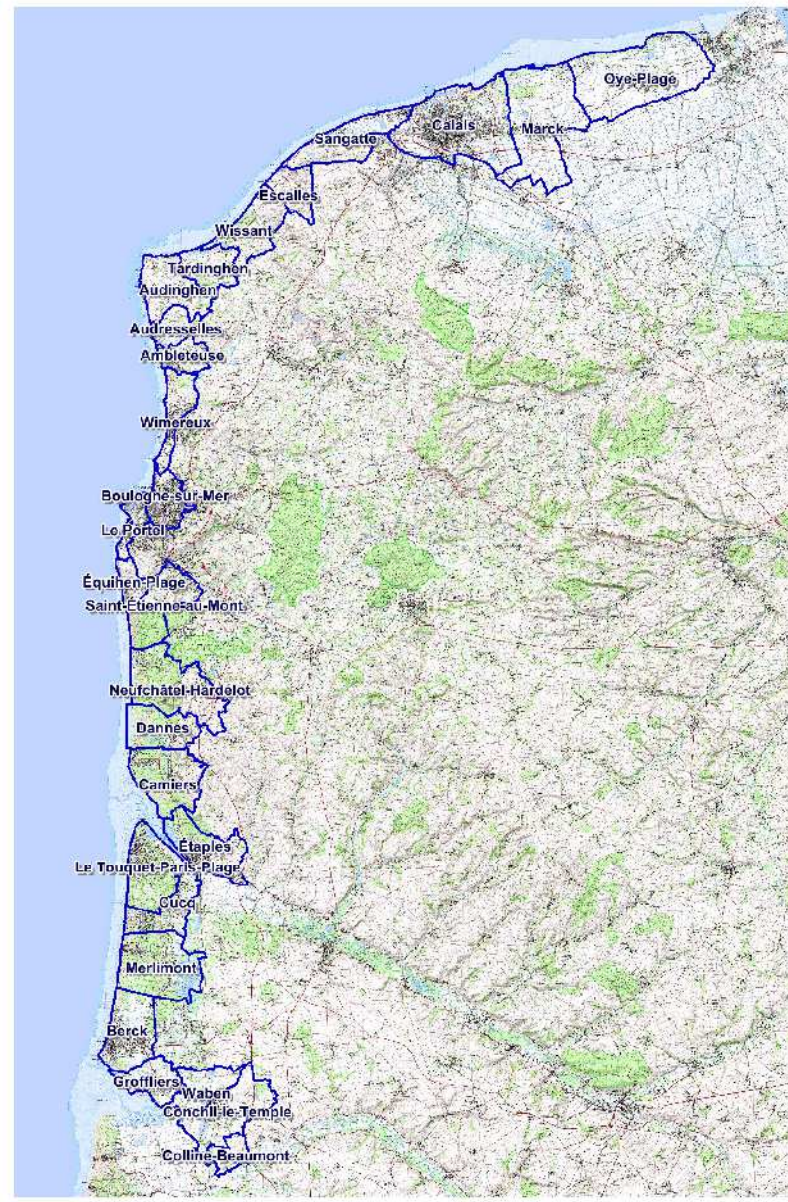 Oye-Plage
Calais
Marck
Sangatte
Escalles
Wissant
Tardinghen
Audinghen
Audresselles
Ambleteuse
Wimereux
Boulogne-sur-Mer
Le Portel
Équihen-Plage
Saint-Étienne-au-Mont
Neufchâtel-Hardelot
Dannes
Camiers
Étaples
Le Touquet-Paris-Plage
Cucq
Merlimont
Berck
Groffliers
Waben
Conchil-le-Temple
Colline-Beaumont